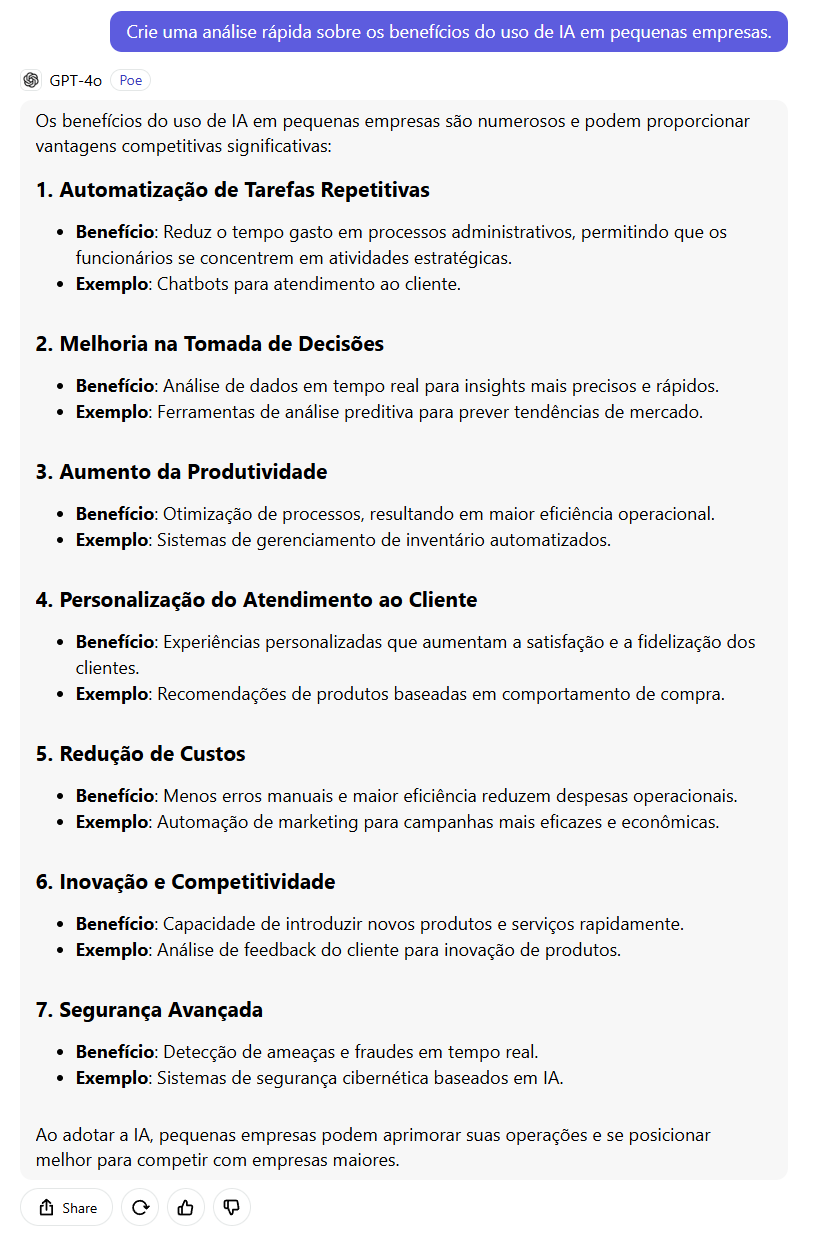 Crie uma análise rápida sobre os benefícios do uso de IA em pequenas empresas.
GPT-4o Poe
Os benefícios do uso de IA em pequenas empresas são numerosos e podem proporcionar
vantagens competitivas significativas:
1. Automatização de Tarefas Repetitivas
• Benefício: Reduz o tempo gasto em processos administrativos, permitindo que os
funcionários se concentrem em atividades estratégicas.
• Exemplo: Chatbots para atendimento ao cliente.
2. Melhoria na Tomada de Decisões
• Benefício: Análise de dados em tempo real para insights mais precisos e rápidos.
• Exemplo: Ferramentas de análise preditiva para prever tendências de mercado.
3. Aumento da Produtividade
• Benefício: Otimização de processos, resultando em maior eficiência operacional.
• Exemplo: Sistemas de gerenciamento de inventário automatizados.
4. Personalização do Atendimento ao Cliente
• Benefício: Experiências personalizadas que aumentam a satisfação e a fidelização dos
clientes.
• Exemplo: Recomendações de produtos baseadas em comportamento de compra.
5. Redução de Custos
• Benefício: Menos erros manuais e maior eficiência reduzem despesas operacionais.
• Exemplo: Automação de marketing para campanhas mais eficazes e econômicas.
6. Inovação e Competitividade
• Benefício: Capacidade de introduzir novos produtos e serviços rapidamente.
• Exemplo: Análise de feedback do cliente para inovação de produtos.
7. Segurança Avançada
• Benefício: Detecção de ameaças e fraudes em tempo real.
• Exemplo: Sistemas de segurança cibernética baseados em IA.
Ao adotar a IA, pequenas empresas podem aprimorar suas operações e se posicionar
melhor para competir com empresas maiores.
Share